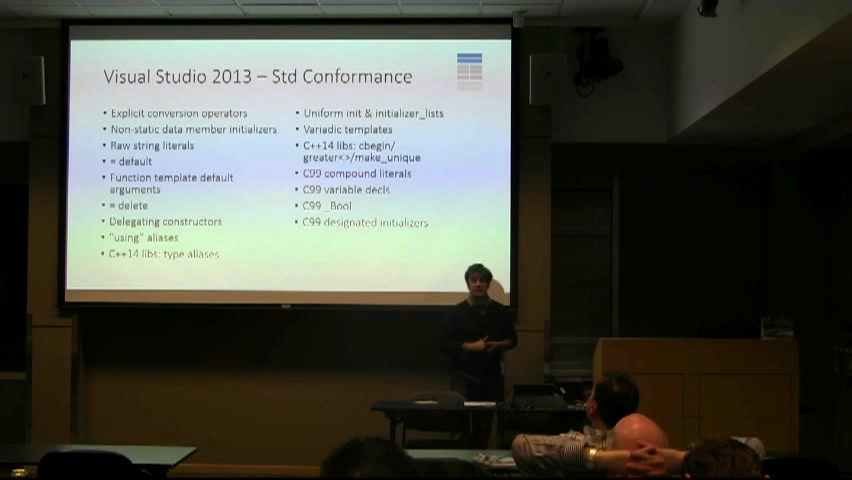 Visual Studio 2013 – Std Conformance
• Explicit conversion operators
• Non-static data member initializers
• Raw string literals
• = default
• Function template default
arguments
• = delete
• Delegating constructors
• "using" aliases
• C++14 libs: type aliases
• Uniform init & initializer_lists
• Variadic templates
• C++14 libs: cbegin/
greater<>/make_unique
• C99 compound literals
• C99 variable decls
• C99 _Bool
• C99 designated initializers